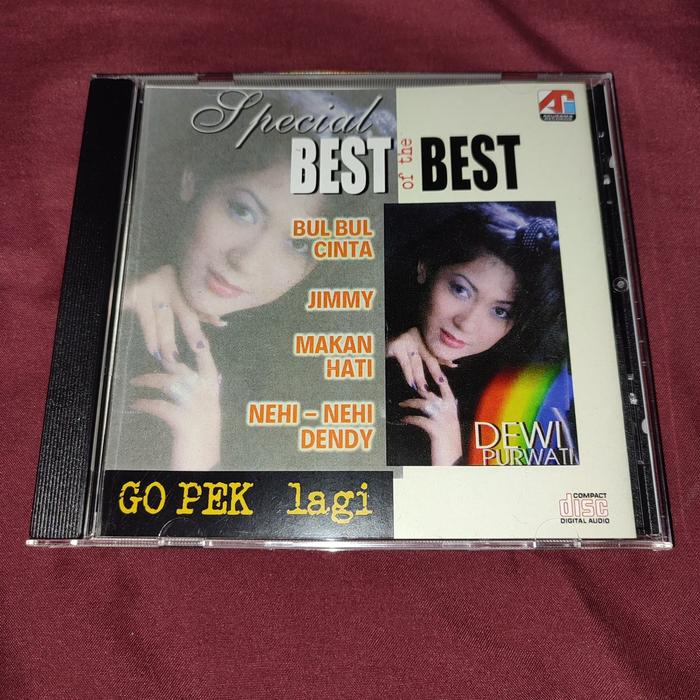 Special
BEST of the BEST
BUL BUL
CINTA
JIMMY
MAKAN
HATI
NEHI – NEHI
DENDY
DEWI
PURWATI
GO PEK lagi
COMPACT
disc
DIGITAL AUDIO